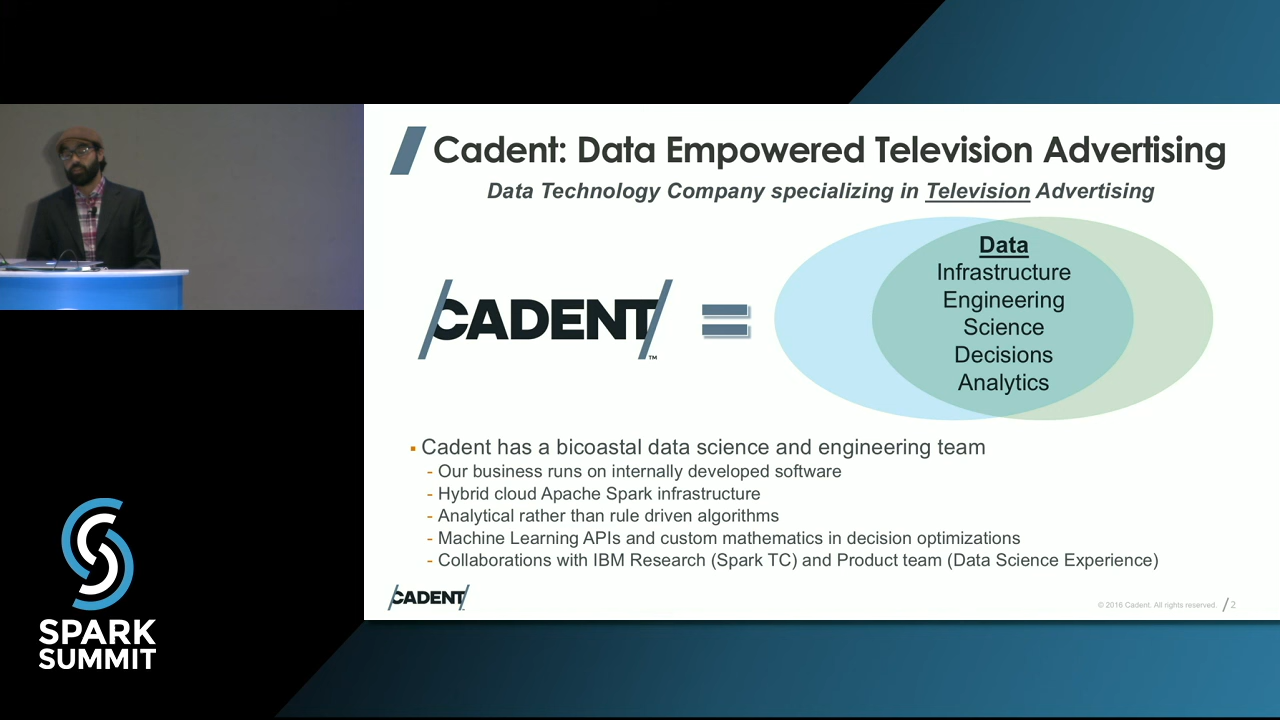 Cadent: Data Empowered Television Advertising
Data Technology Company specializing in Television Advertising
CADENT
™
=
Data
Infrastructure
Engineering
Science
Decisions
Analytics
▪ Cadent has a bicoastal data science and engineering team
- Our business runs on internally developed software
- Hybrid cloud Apache Spark infrastructure
- Analytical rather than rule driven algorithms
- Machine Learning APIs and custom mathematics in decision optimizations
- Collaborations with IBM Research (Spark TC) and Product team (Data Science Experience)
CADENT
© 2016 Cadent. All rights reserved. / 2
SPARK
SUMMIT